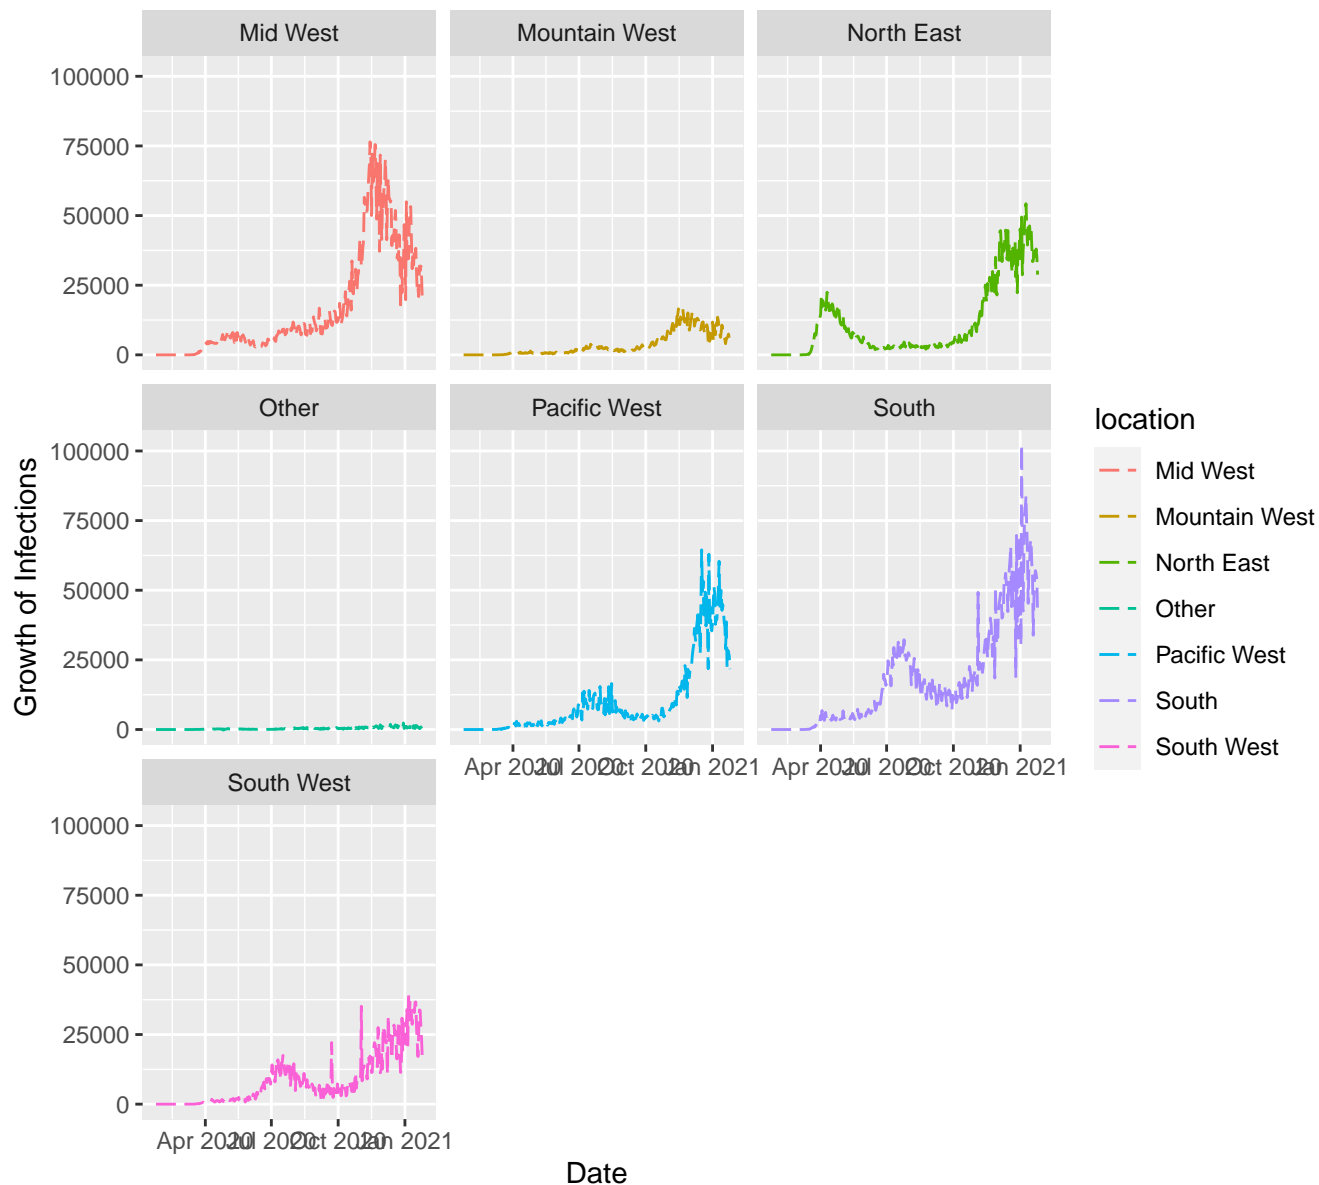 Mid West
Mountain West
North East
100000
75000
50000
25000
0
Other
Pacific West
South
100000
75000
50000
25000
0
Apr 2020
Jul 2020
Oct 2020
Jan 2021
Apr 2020
Jul 2020
Oct 2020
Jan 2021
South West
100000
75000
50000
25000
0
Apr 2020
Jul 2020
Oct 2020
Jan 2021
Growth of Infections
Date
location
Mid West
Mountain West
North East
Other
Pacific West
South
South West